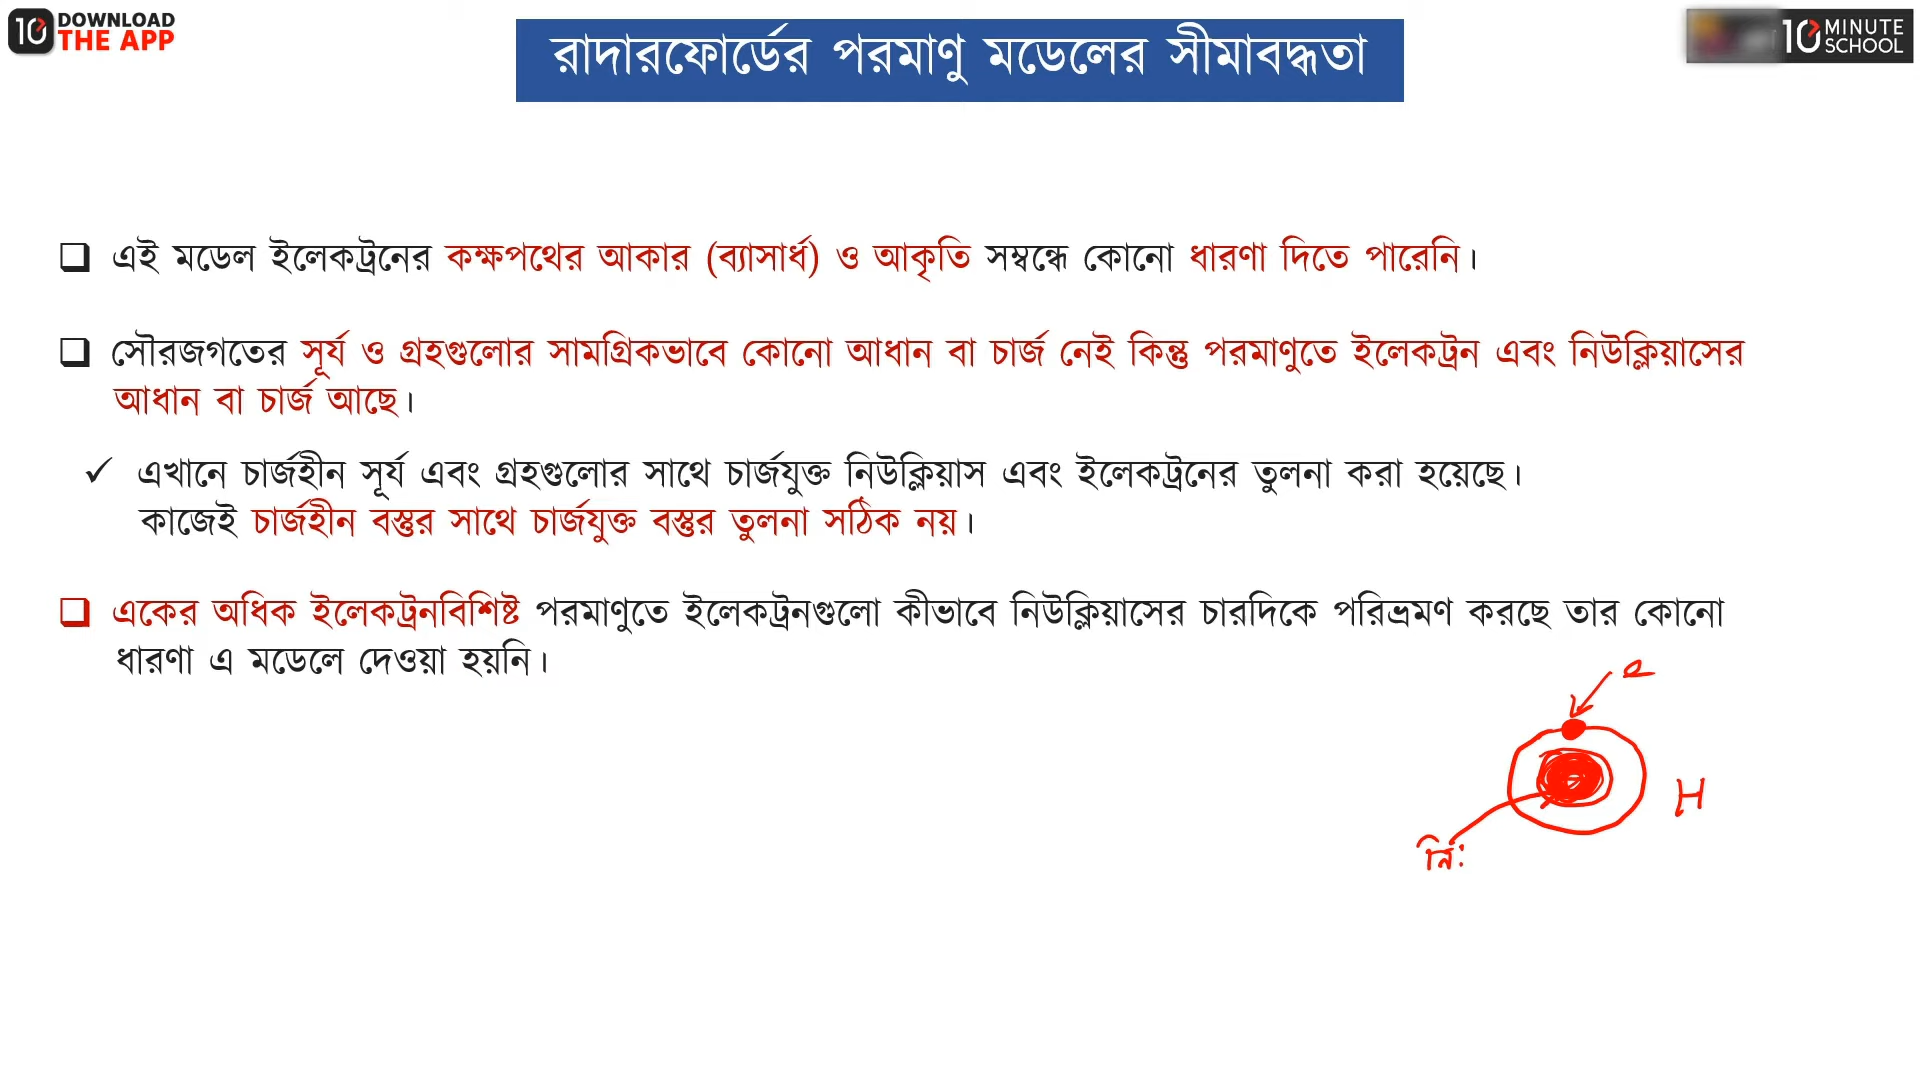 DOWNLOAD
THE APP
10 MINUTE
SCHOOL
রাদারফোর্ডের পরমাণু মডেলের সীমাবদ্ধতা
এই মডেল ইলেকট্রনের কক্ষপথের আকার (ব্যাসার্ধ) ও আকৃতি সম্বন্ধে কোনো ধারণা দিতে পারেনি।
সৌরজগতের সূর্য ও গ্রহগুলোর সামগ্রিকভাবে কোনো আধান বা চার্জ নেই কিন্তু পরমাণুতে ইলেকট্রন এবং নিউক্লিয়াসের
আধান বা চার্জ আছে।
এখানে চার্জহীন সূর্য এবং গ্রহগুলোর সাথে চার্জযুক্ত নিউক্লিয়াস এবং ইলেকট্রনের তুলনা করা হয়েছে।
কাজেই চার্জহীন বস্তুর সাথে চার্জযুক্ত বস্তুর তুলনা সঠিক নয়।
একের অধিক ইলেকট্রনবিশিষ্ট পরমাণুতে ইলেকট্রনগুলো কীভাবে নিউক্লিয়াসের চারদিকে পরিভ্রমণ করছে তার কোনো
ধারণা এ মডেলে দেওয়া হয়নি।
e
H
নি: